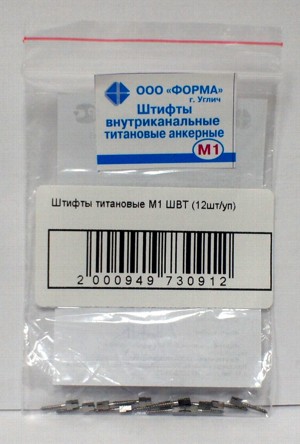 ООО «ФОРМА»
г. Углич
Штифты
внутриканальные
титановые анкерные
М1
Штифты титановые М1 ШВТ (12шт/уп)
2 000949 730912